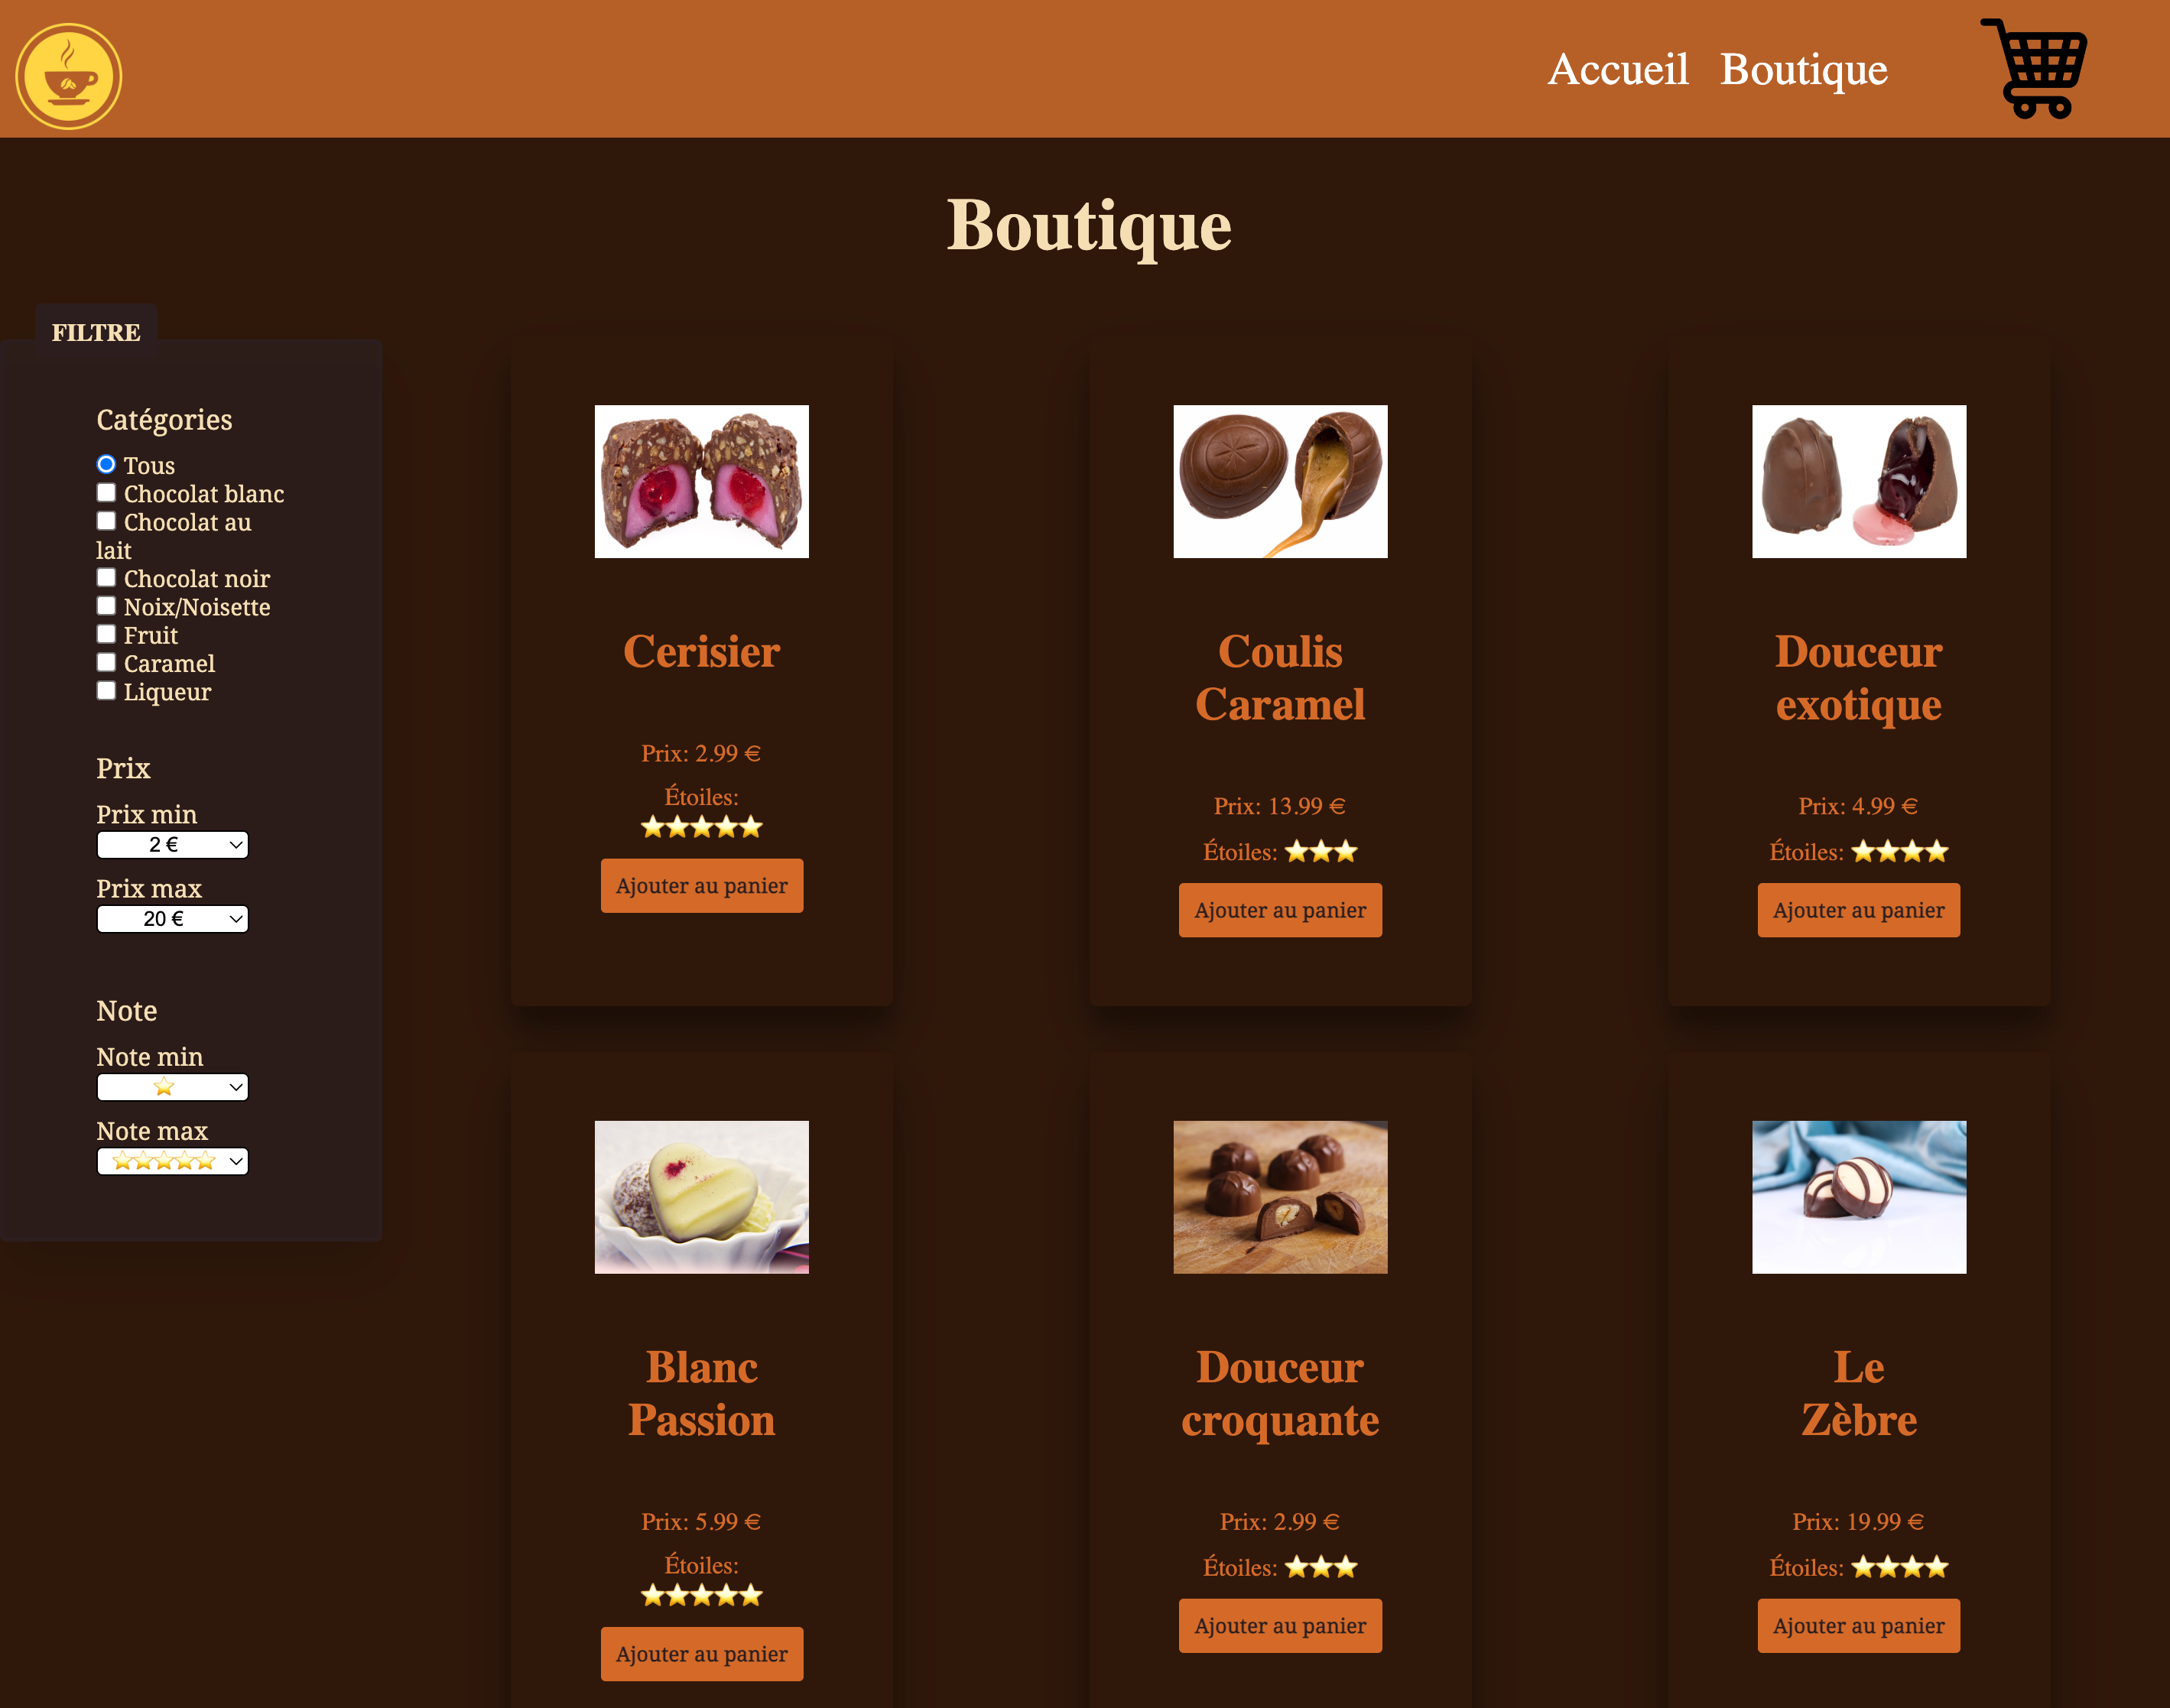 Accueil Boutique
Boutique
FILTRE
Catégories
Tous
Chocolat blanc
Chocolat au
lait
Chocolat noir
Noix/Noisette
Fruit
Caramel
Liqueur
Prix
Prix min
2 €
Prix max
20 €
Note
Note min
⭐
Note max
⭐⭐⭐⭐⭐
Cerisier
Prix: 2.99 €
Étoiles:
⭐⭐⭐⭐⭐
Ajouter au panier
Coulis
Caramel
Prix: 13.99 €
Étoiles: ⭐⭐⭐
Ajouter au panier
Douceur
exotique
Prix: 4.99 €
Étoiles: ⭐⭐⭐⭐
Ajouter au panier
Blanc
Passion
Prix: 5.99 €
Étoiles:
⭐⭐⭐⭐⭐
Ajouter au panier
Douceur
croquante
Prix: 2.99 €
Étoiles: ⭐⭐⭐
Ajouter au panier
Le
Zèbre
Prix: 19.99 €
Étoiles: ⭐⭐⭐⭐
Ajouter au panier